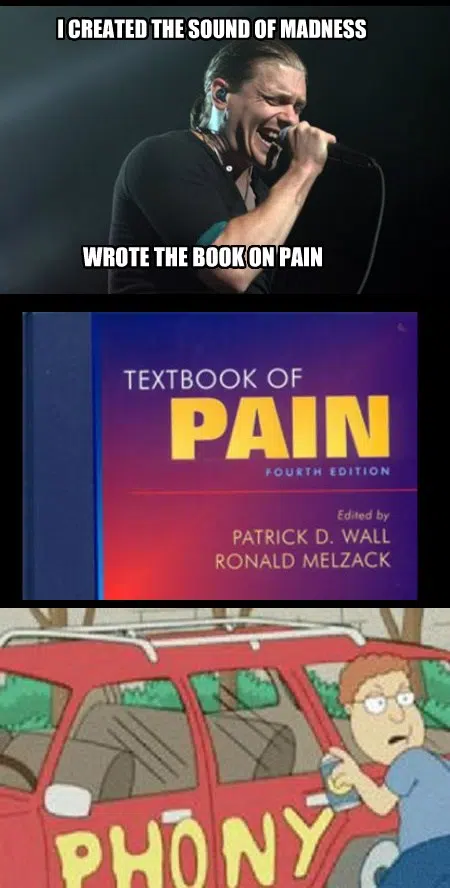 I CREATED THE SOUND OF MADNESS
WROTE THE BOOK ON PAIN
TEXTBOOK OF
PAIN
FOURTH EDITION
Edited by
PATRICK D. WALL
RONALD MELZACK
PHONY